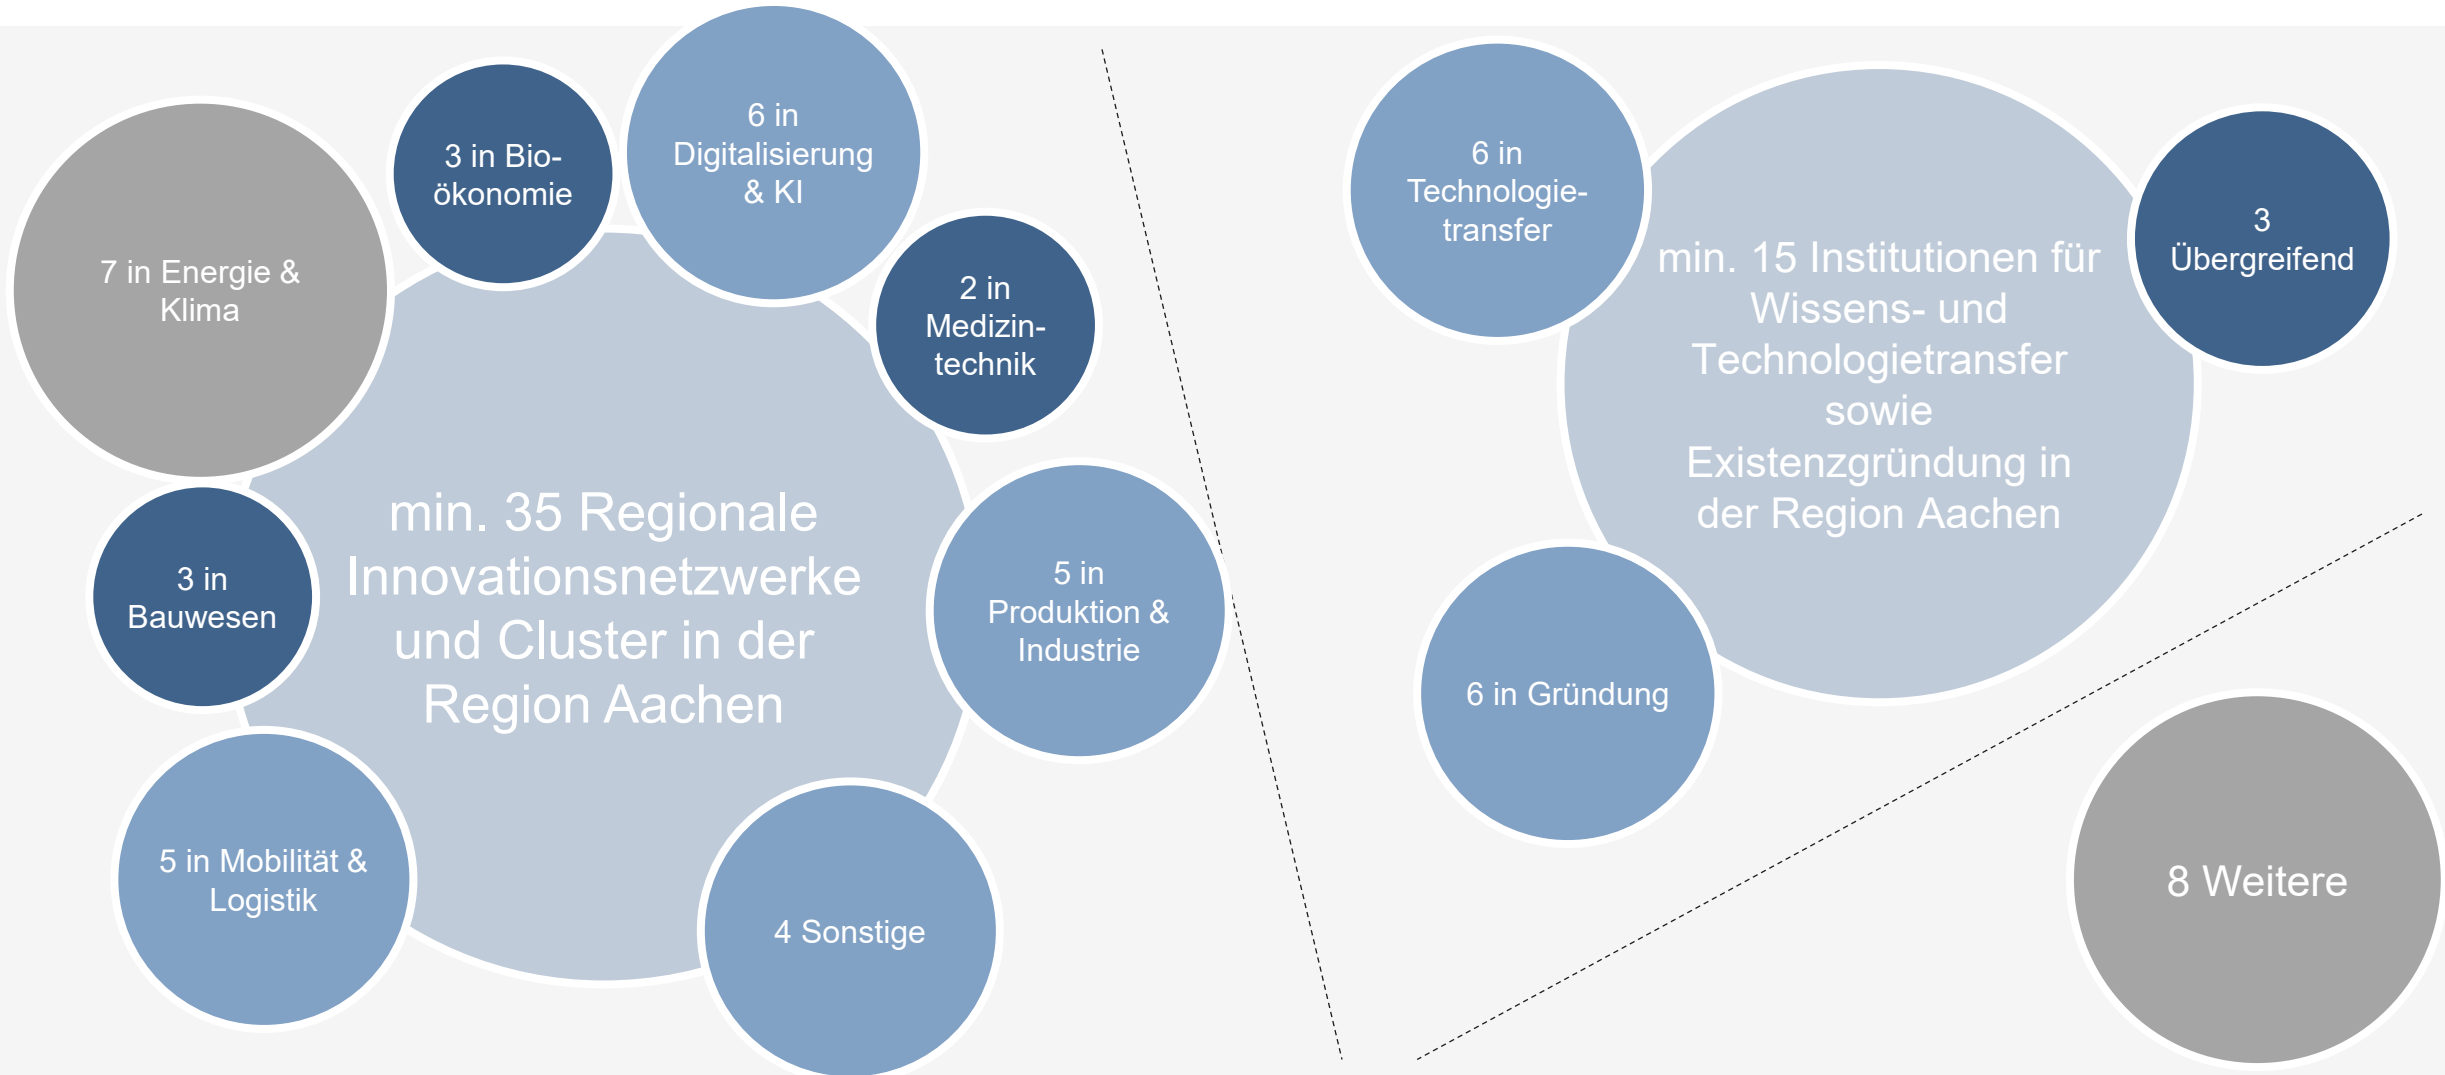 3 in Bio-
ökonomie
6 in
Digitalisierung
& KI
7 in Energie &
Klima
2 in
Medizin-
technik
min. 35 Regionale
Innovationsnetzwerke
und Cluster in der
Region Aachen
3 in
Bauwesen
5 in
Produktion &
Industrie
5 in Mobilität &
Logistik
4 Sonstige
6 in
Technologie-
transfer
3
Übergreifend
min. 15 Institutionen für
Wissens- und
Technologietransfer
sowie
Existenzgründung in
der Region Aachen
6 in Gründung
8 Weitere